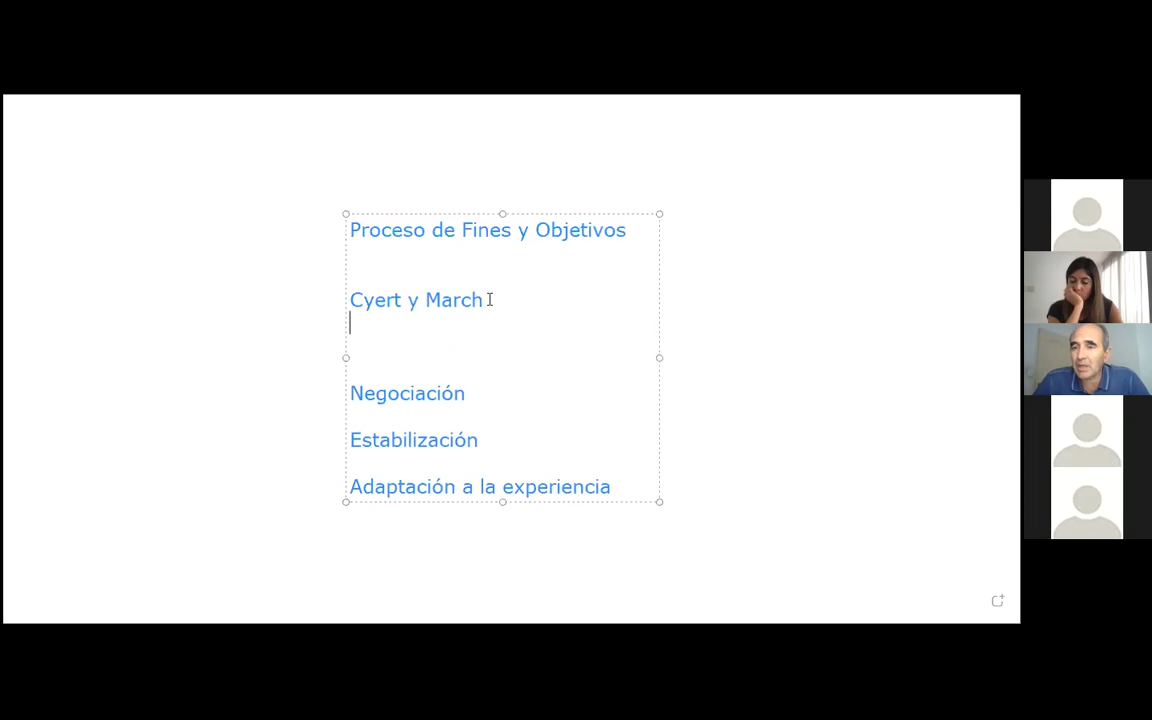 Proceso de Fines y Objetivos
Cyert y March
Negociación
Estabilización
Adaptación a la experiencia